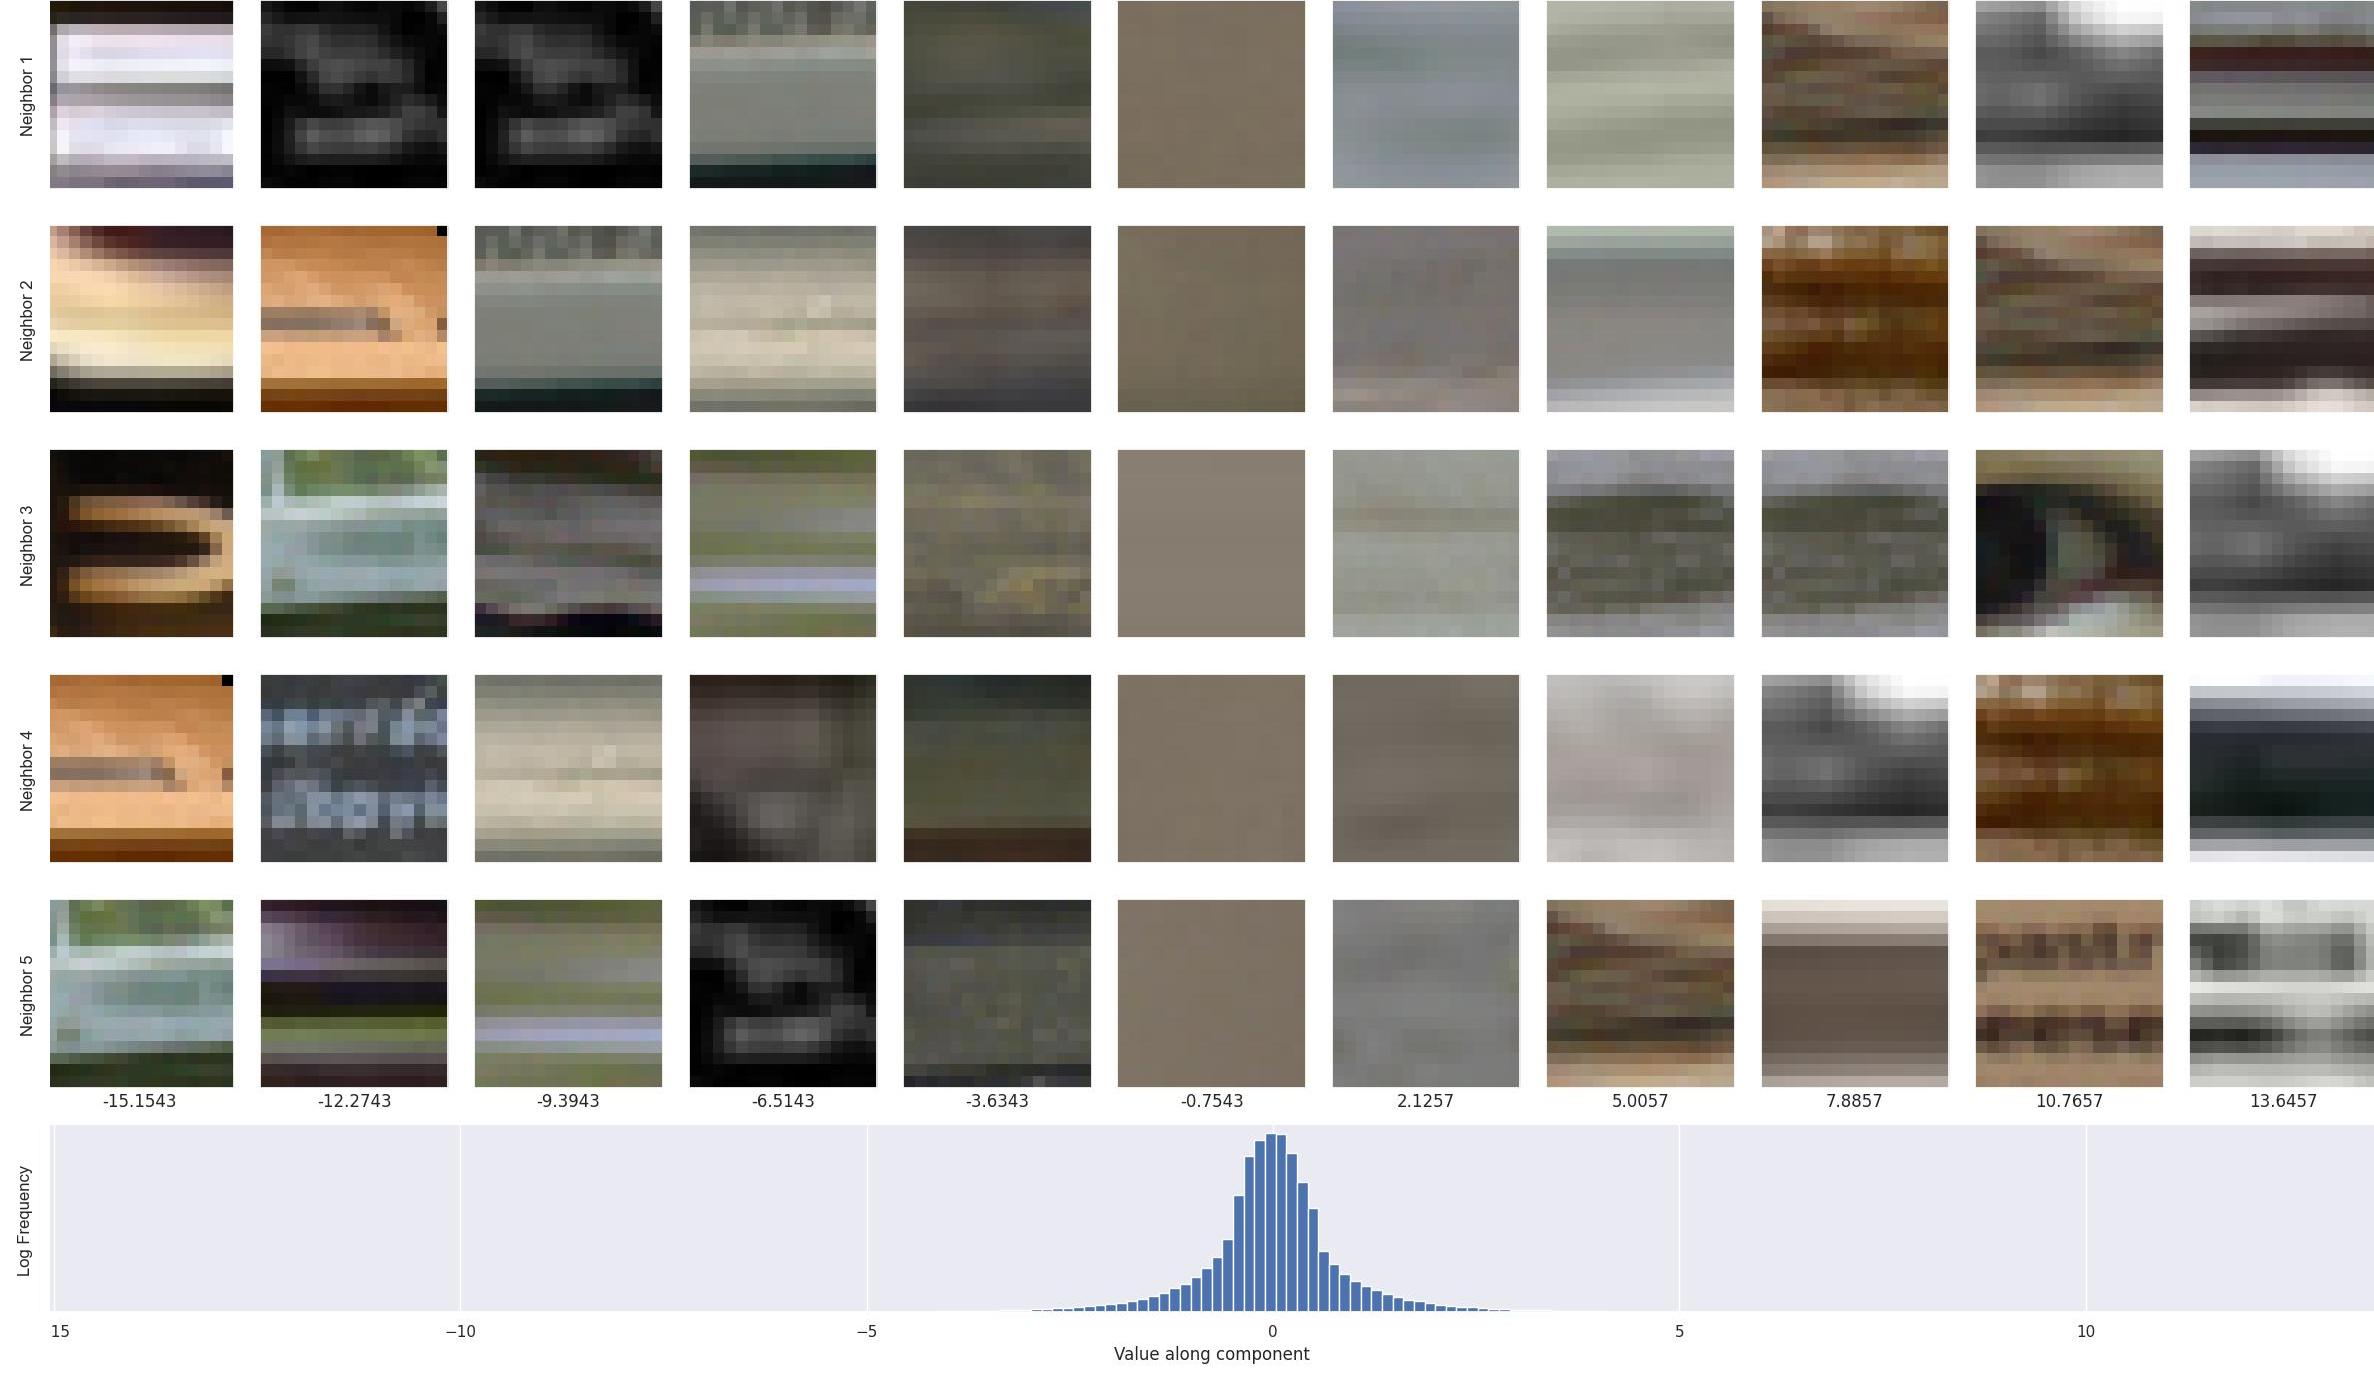 Neighbor 1
Neighbor 2
Neighbor 3
Neighbor 4
Neighbor 5
-15.1543 -12.2743 -9.3943 -6.5143 -3.6343 -0.7543 2.1257 5.0057 7.8857 10.7657 13.6457
Log Frequency
15 −10 −5 0 5 10
Value along component